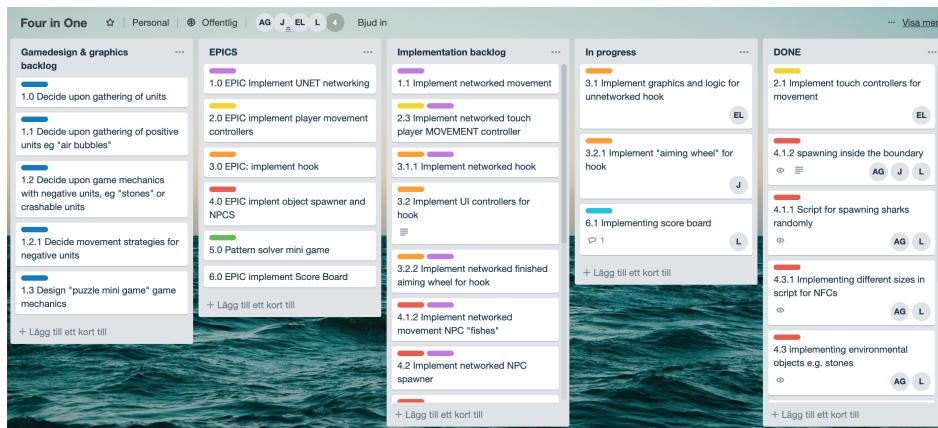 Four in One
Personal
Offentlig
AG
J
EL
L
4
Bjud in
Visa mer
Gamedesign & graphics
backlog
1.0 Decide upon gathering of units
1.1 Decide upon gathering of positive
units eg "air bubbles"
1.2 Decide upon game mechanics
with negative units, eg "stones" or
crashable units
1.2.1 Decide movement strategies for
negative units
1.3 Design "puzzle mini game" game
mechanics
+ Lägg till ett kort till
EPICS
1.0 EPIC Implement UNET networking
2.0 EPIC implement player movement
controllers
3.0 EPIC: implement hook
4.0 EPIC implent object spawner and
NPCS
5.0 Pattern solver mini game
6.0 EPIC implement Score Board
+ Lägg till ett kort till
Implementation backlog
1.1 Implement networked movement
2.3 Implement networked touch
player MOVEMENT controller
3.1.1 Implement networked hook
3.2 Implement UI controllers for
hook
3.2.2 Implement networked finished
aiming wheel for hook
4.1.2 Implement networked
movement NPC "fishes"
4.2 Implement networked NPC
spawner
+ Lägg till ett kort till
In progress
3.1 Implement graphics and logic for
unnetworked hook
EL
3.2.1 Implement "aiming wheel" for
hook
J
6.1 Implementing score board
1
L
+ Lägg till ett kort till
DONE
2.1 Implement touch controllers for
movement
EL
4.1.2 spawning inside the boundary
AG J L
4.1.1 Script for spawning sharks
randomly
AG L
4.3.1 Implementing different sizes in
script for NFCs
AG L
4.3 implementing environmental
objects e.g. stones
AG L
+ Lägg till ett kort till